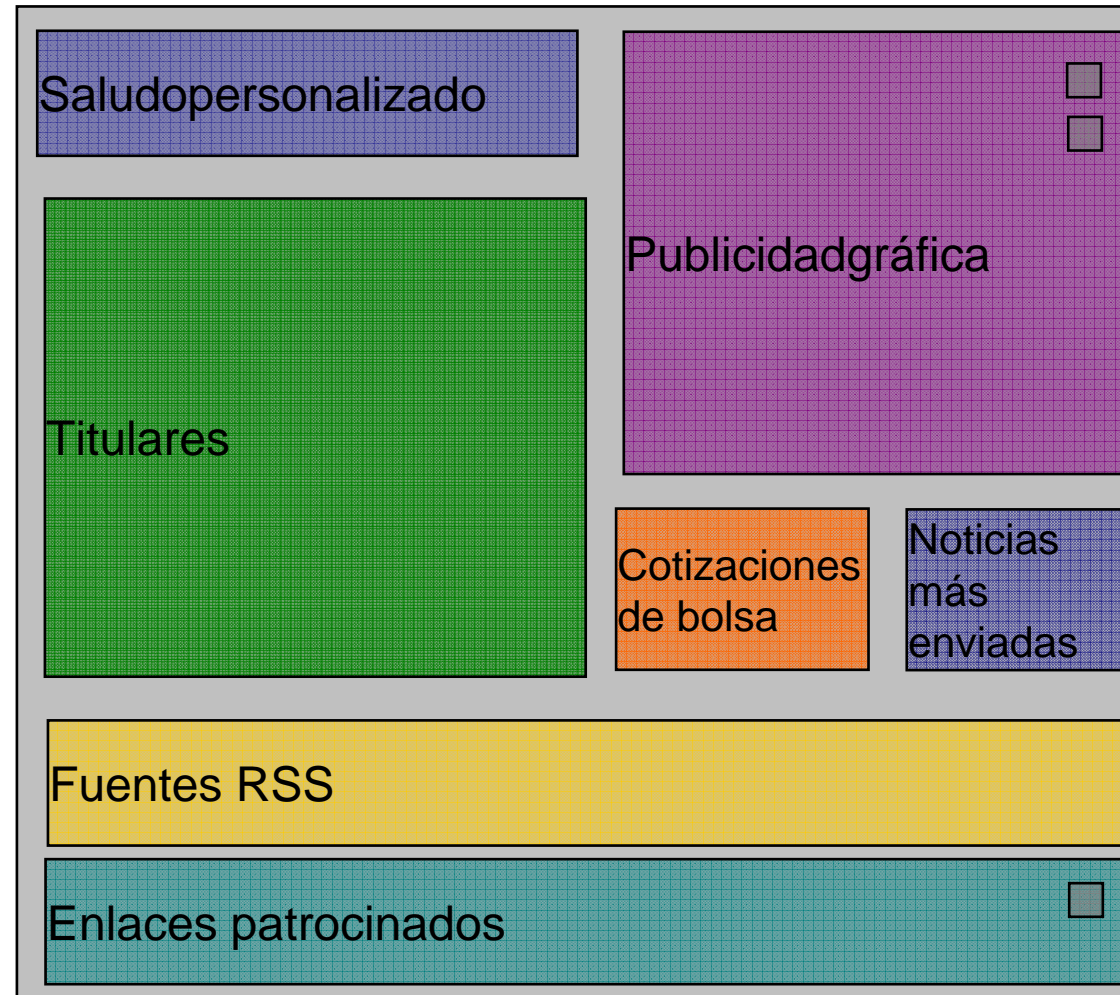 Saludopersonalizado
Publicidadgráfica
Titulares
Cotizaciones
de bolsa
Noticias
más
enviadas
Fuentes RSS
Enlaces patrocinados